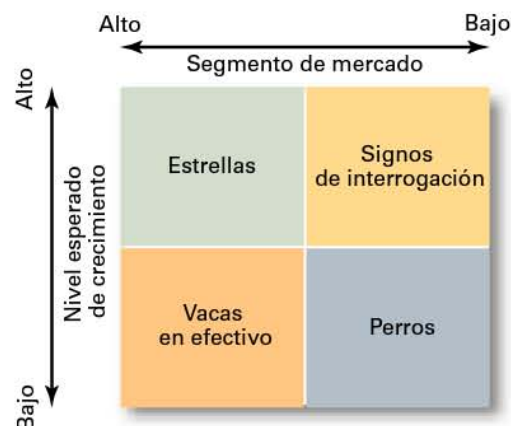 Alto
Bajo
Segmento de mercado
Alto
Nivel esperado
de crecimiento
Bajo
Estrellas
Signos
de interrogación
Vacas
en efectivo
Perros